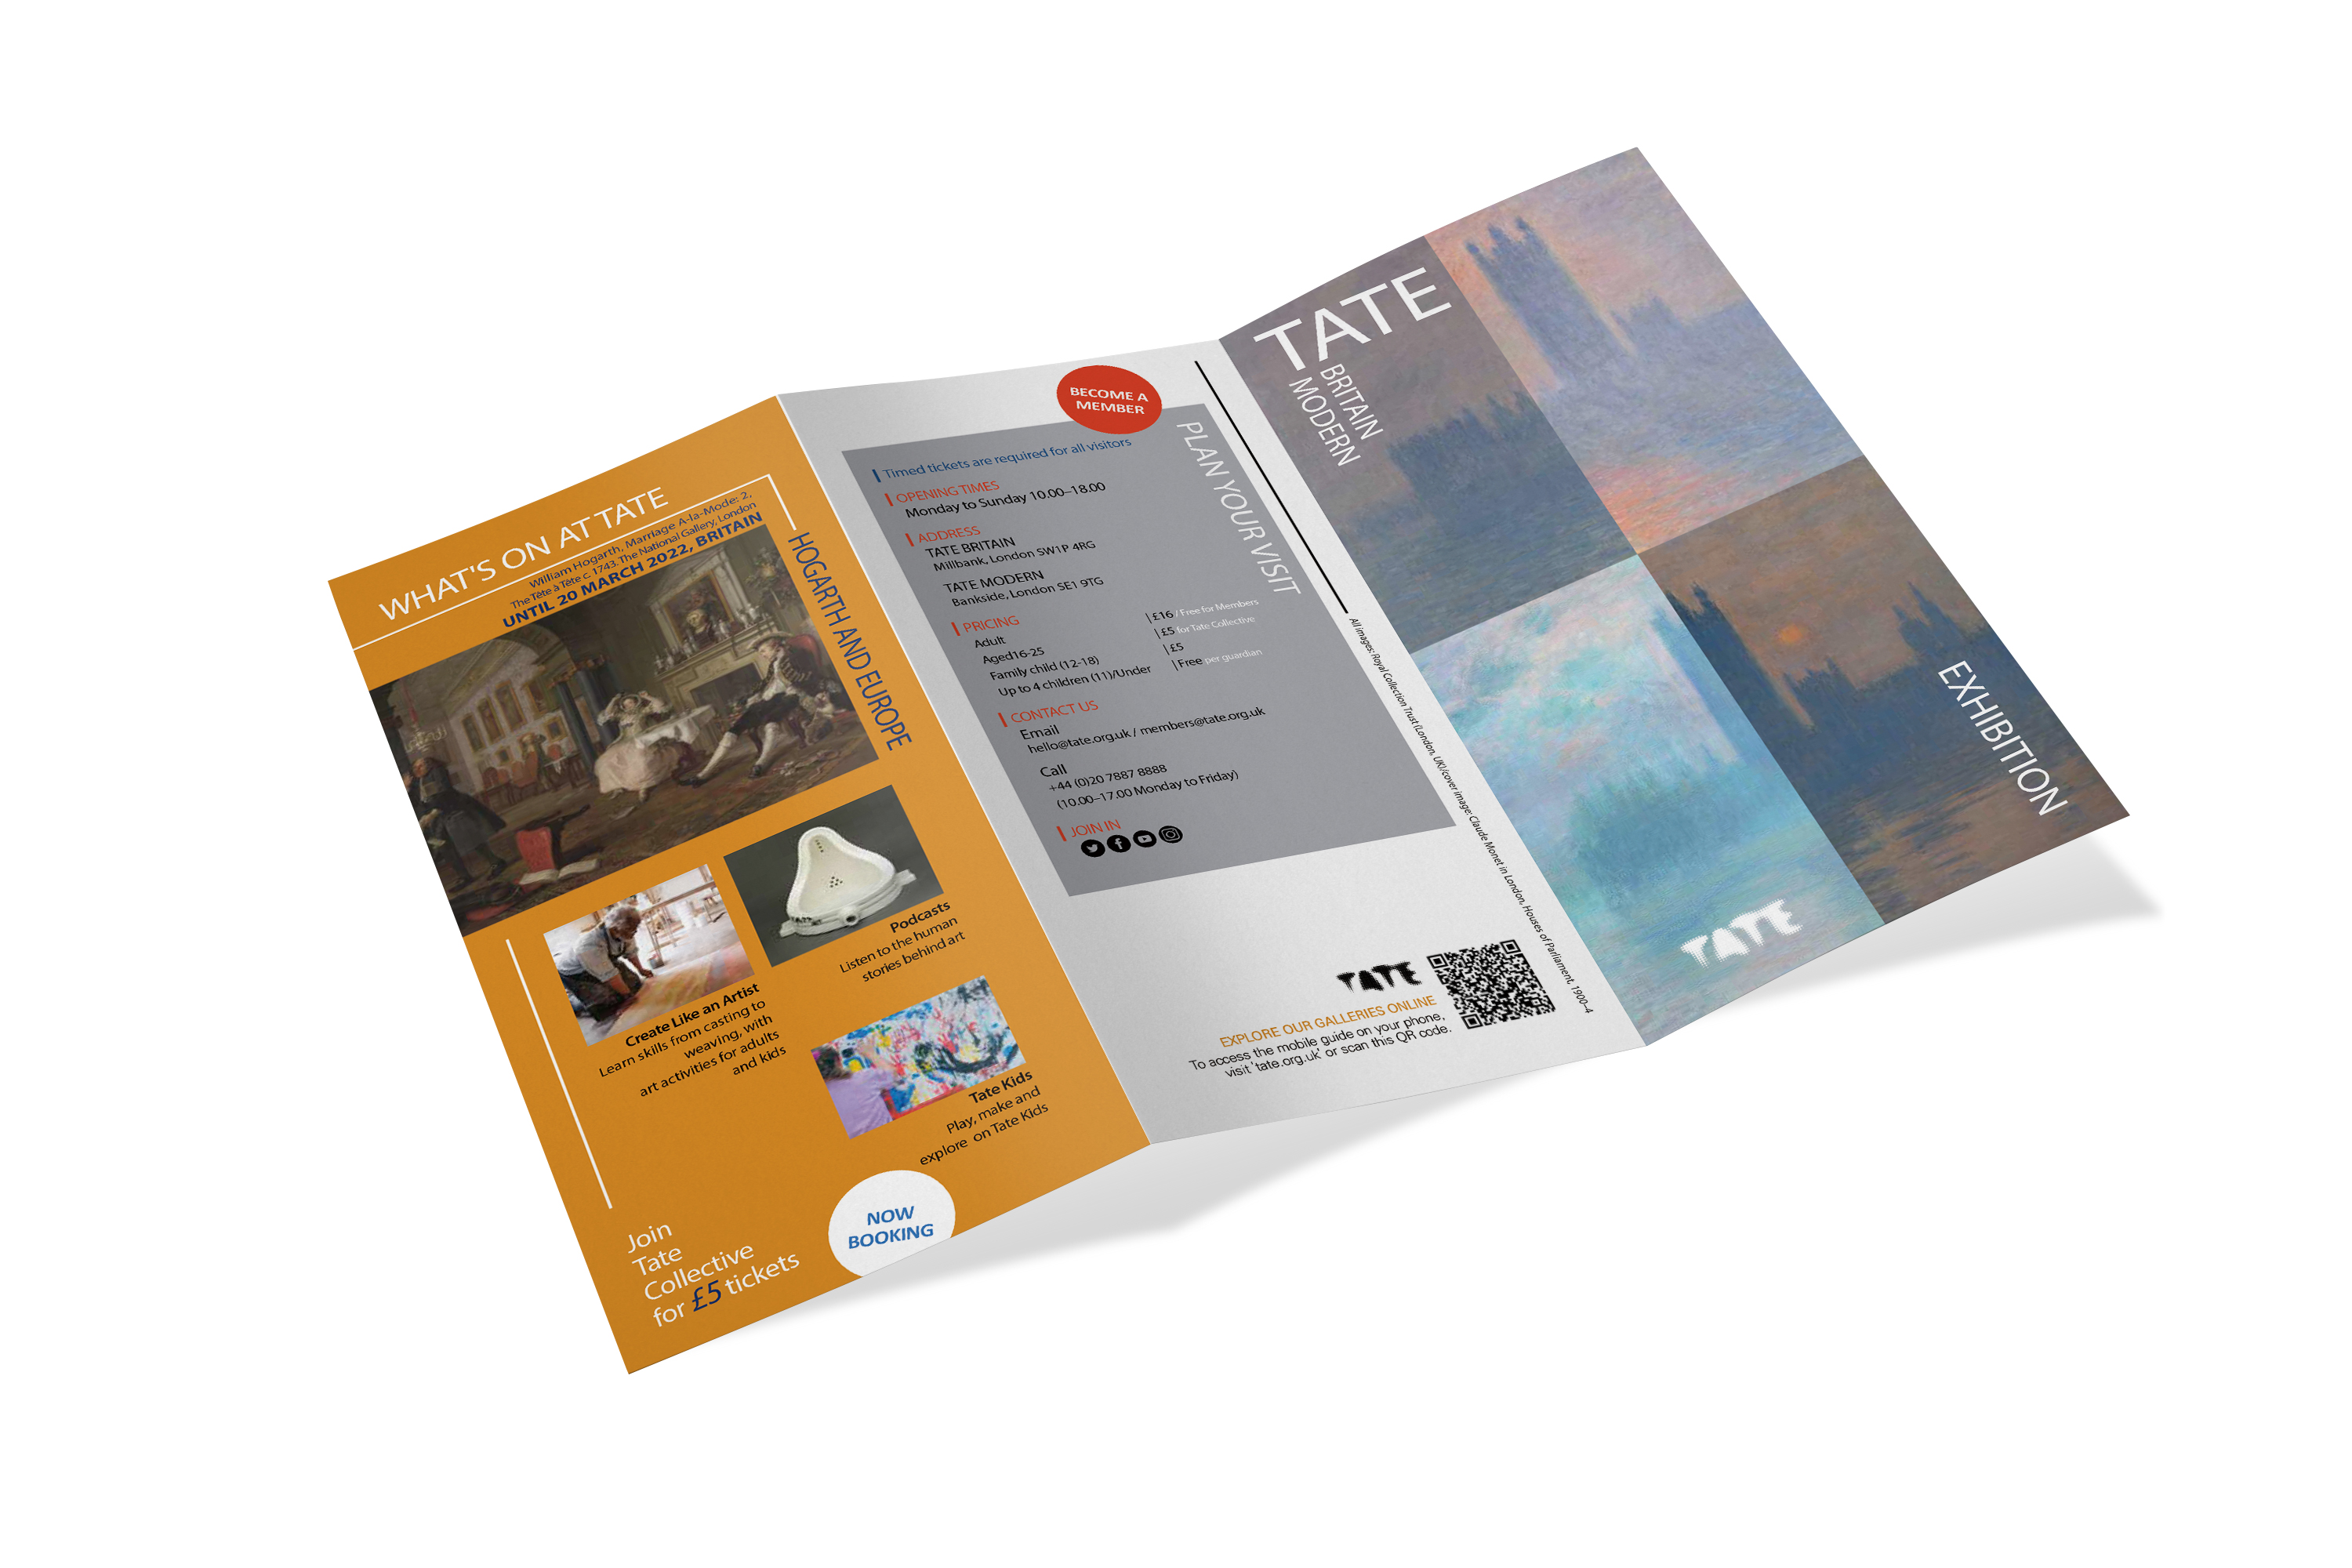 WHAT'S ON AT TATE
William Hogarth, Marriage A-la-Mode: 2,
The Tête à Tête c. 1743. The National Gallery, London
UNTIL 20 MARCH 2022, BRITAIN
HOGARTH AND EUROPE
Create Like an Artist
Learn skills from casting to
weaving, with
art activities for adults
and kids
Podcasts
Listen to the human
stories behind art
Tate Kids
Play, make and
explore on Tate Kids
Join
Tate
Collective
for £5 tickets
NOW
BOOKING
BECOME A
MEMBER
PLAN YOUR VISIT
Timed tickets are required for all visitors
OPENING TIMES
Monday to Sunday 10.00–18.00
ADDRESS
TATE BRITAIN
Millbank, London SW1P 4RG
TATE MODERN
Bankside, London SE1 9TG
PRICING
Adult | £16 / Free for Members
Aged16-25 | £5 for Tate Collective
Family child (12-18) | £5
Up to 4 children (11)/Under | Free per guardian
CONTACT US
Email
hello@tate.org.uk / members@tate.org.uk
Call
+44 (0)20 7887 8888
(10.00–17.00 Monday to Friday)
JOIN IN
All images: Royal Collection Trust (London, UK)/cover image: Claude Monet in London, Houses of Parliament, 1900–4
TATE
EXPLORE OUR GALLERIES ONLINE
To access the mobile guide on your phone,
visit 'tate.org.uk' or scan this QR code.
TATE
BRITAIN
MODERN
EXHIBITION
TATE